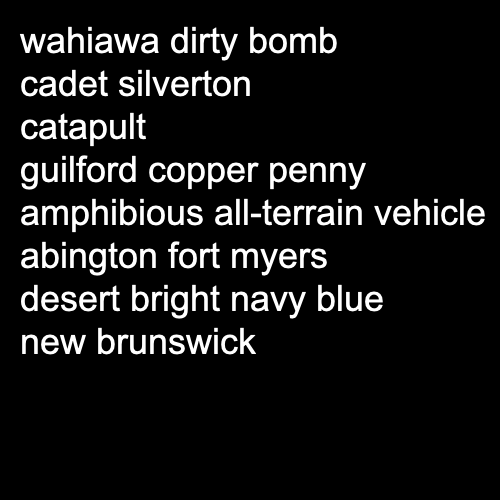 wahiawa dirty bomb
cadet silverton
catapult
guilford copper penny
amphibious all-terrain vehicle
abington fort myers
desert bright navy blue
new brunswick